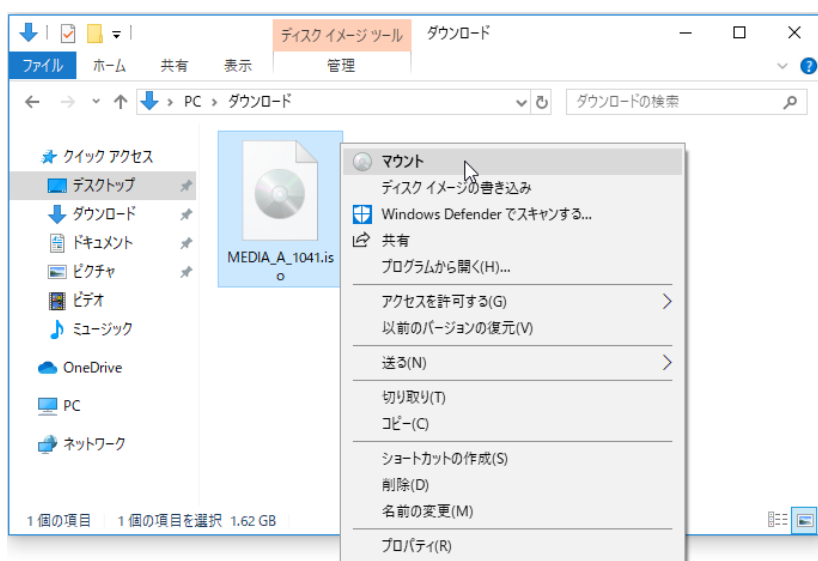 ディスク イメージ ツール
ダウンロード
ファイル
ホーム
共有
表示
管理
PC
ダウンロード
ダウンロードの検索
クイック アクセス
デスクトップ
ダウンロード
ドキュメント
ピクチャ
ビデオ
ミュージック
OneDrive
PC
ネットワーク
MEDIA_A_1041.is
o
マウント
ディスク イメージの書き込み
Windows Defender でスキャンする...
共有
プログラムから開く(H)...
アクセスを許可する(G)
以前のバージョンの復元(V)
送る(N)
切り取り(T)
コピー(C)
ショートカットの作成(S)
削除(D)
名前の変更(M)
プロパティ(R)
1 個の項目
1 個の項目を選択 1.62 GB